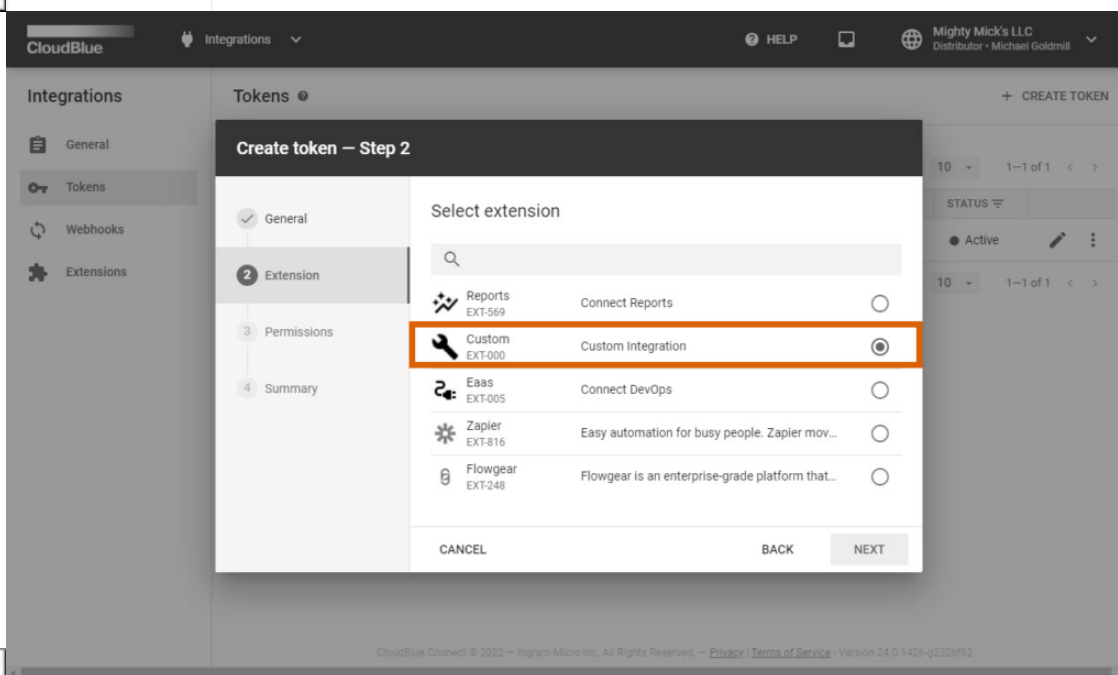 CloudBlue
Integrations
HELP
Mighty Mick's LLC
Distributor • Michael Goldmill
Integrations
Tokens
+ CREATE TOKEN
General
Tokens
Webhooks
Extensions
10 1–1 of 1 < >
STATUS
Active
10 1–1 of 1 < >
Create token — Step 2
General
2 Extension
3 Permissions
4 Summary
Select extension
Reports
EXT-569
Connect Reports
Custom
EXT-000
Custom Integration
Eaas
EXT-005
Connect DevOps
Zapier
EXT-816
Easy automation for busy people. Zapier mov...
Flowgear
EXT-248
Flowgear is an enterprise-grade platform that...
CANCEL
BACK
NEXT
CloudBlue Connect © 2022 — Ingram Micro Inc. All Rights Reserved. — Privacy | Terms of Service - Version 24.0.1426-g232bf62